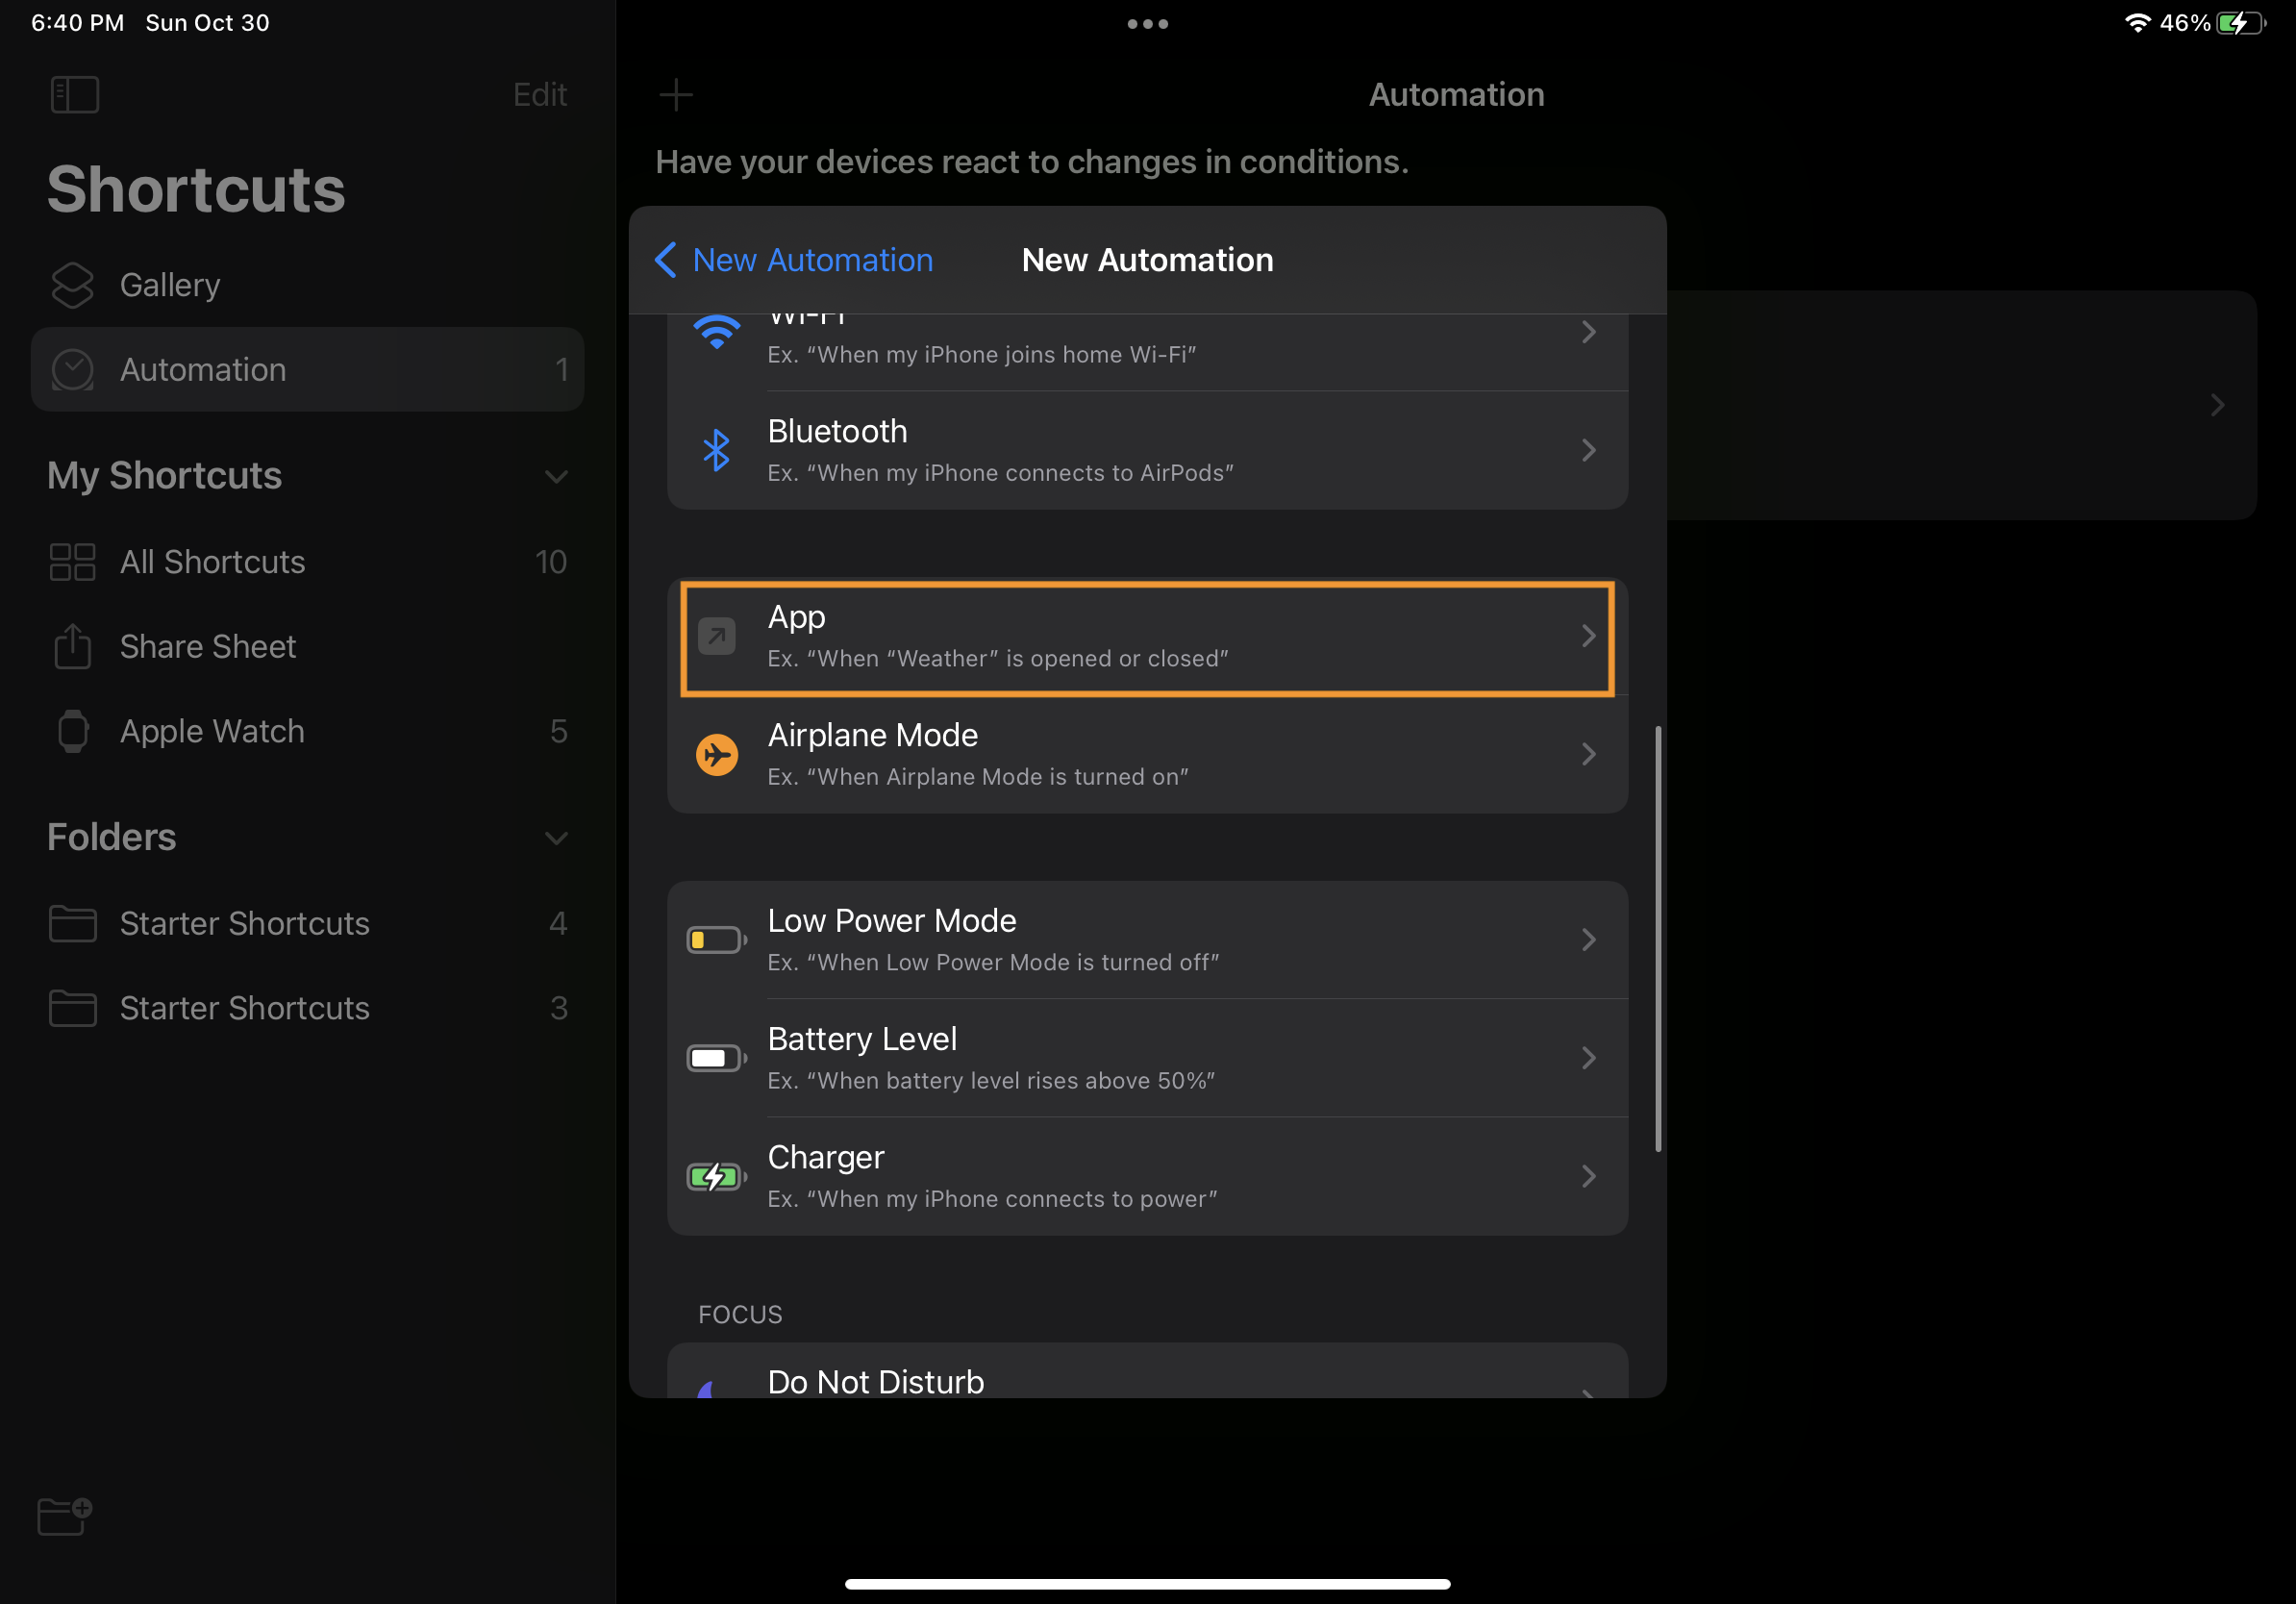 6:40 PM Sun Oct 30
46%
Edit
Shortcuts
Gallery
Automation 1
My Shortcuts
All Shortcuts 10
Share Sheet
Apple Watch 5
Folders
Starter Shortcuts 4
Starter Shortcuts 3
Automation
Have your devices react to changes in conditions.
New Automation New Automation
Wi-Fi
Ex. “When my iPhone joins home Wi-Fi”
Bluetooth
Ex. “When my iPhone connects to AirPods”
App
Ex. “When “Weather” is opened or closed”
Airplane Mode
Ex. “When Airplane Mode is turned on”
Low Power Mode
Ex. “When Low Power Mode is turned off”
Battery Level
Ex. “When battery level rises above 50%”
Charger
Ex. “When my iPhone connects to power”
FOCUS
Do Not Disturb